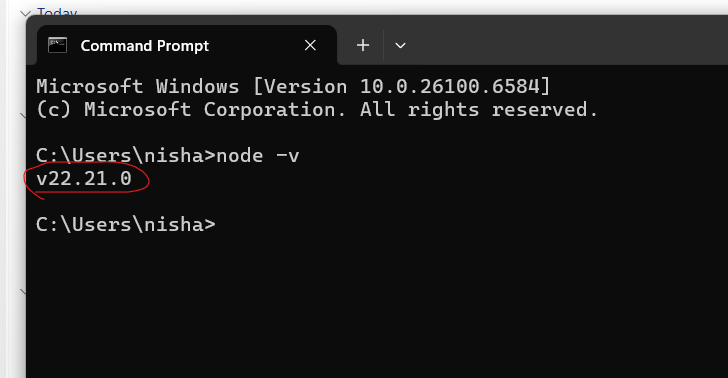 Today
Command Prompt
Microsoft Windows [Version 10.0.26100.6584]
(c) Microsoft Corporation. All rights reserved.
C:\Users\nisha>node -v
v22.21.0
C:\Users\nisha>